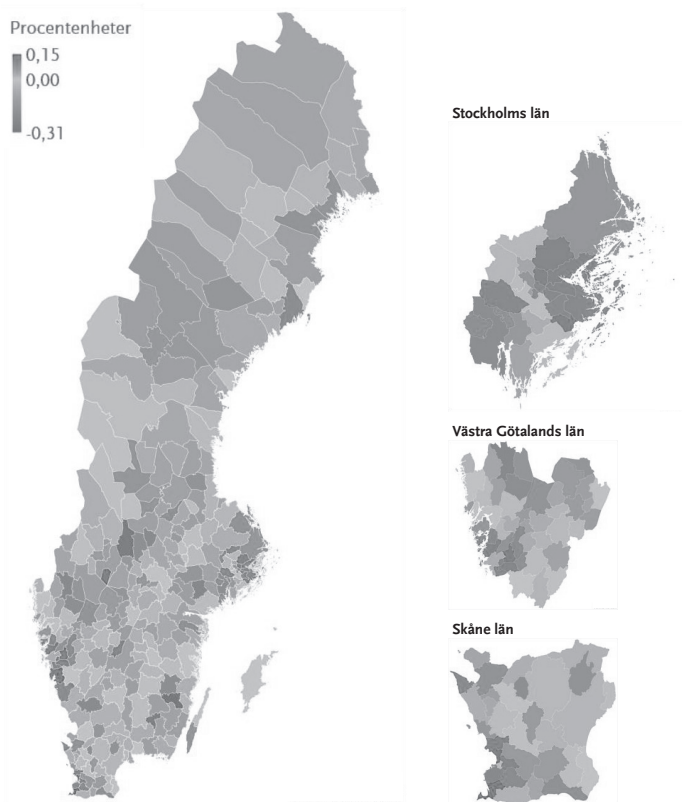 Procentenheter
0,15
0,00
-0,31
Stockholms län
Västra Götalands län
Skåne län